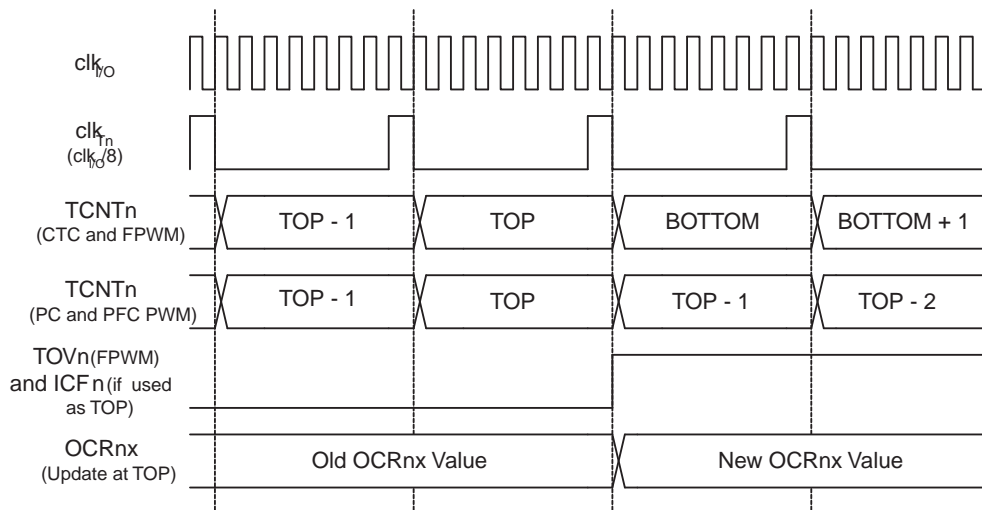 clkI/O
clkTn
(clkI/O/8)
TCNTn
(CTC and FPWM)
TOP - 1
TOP
BOTTOM
BOTTOM + 1
TCNTn
(PC and PFC PWM)
TOP - 1
TOP
TOP - 1
TOP - 2
TOVn(FPWM)
and ICFn(if used
as TOP)
OCRnx
(Update at TOP)
Old OCRnx Value
New OCRnx Value